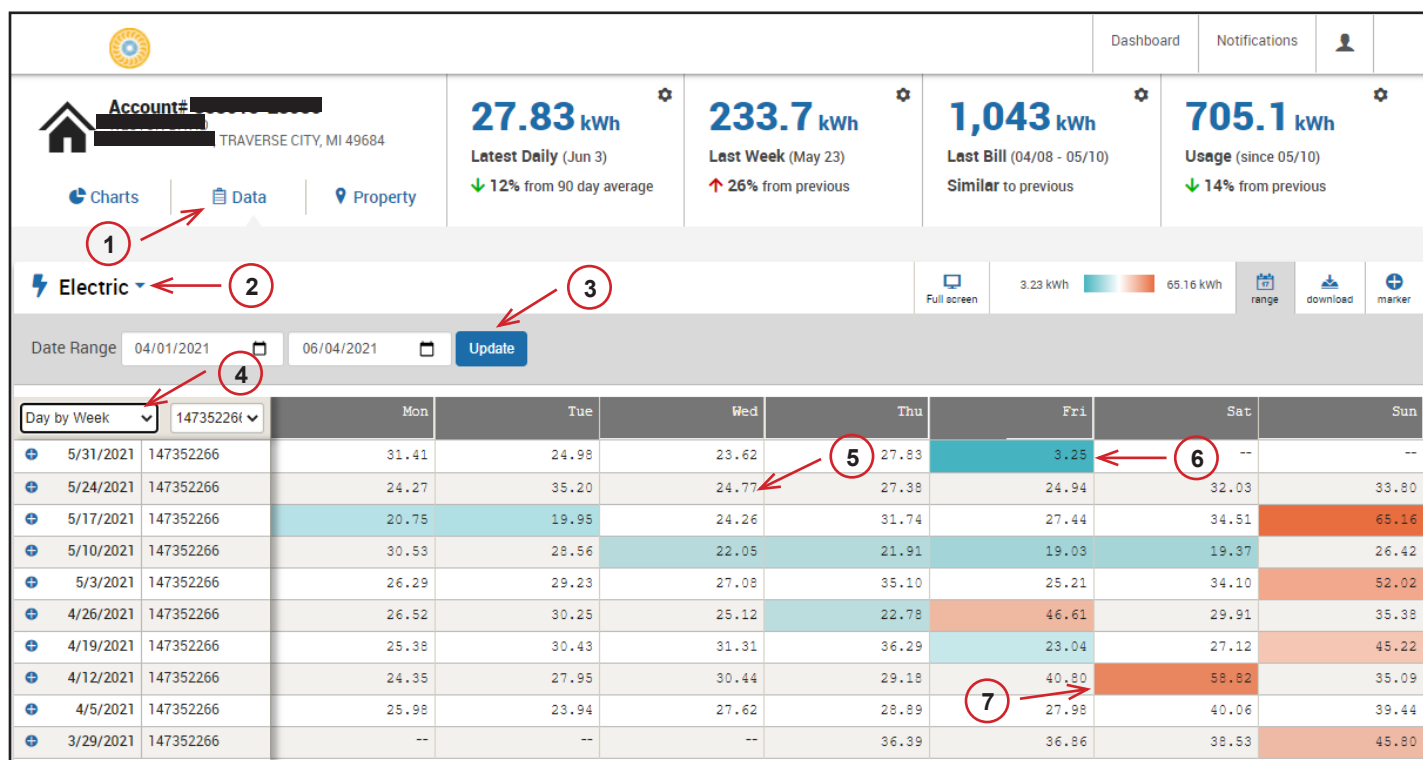 Dashboard Notifications
Account#
TRAVERSE CITY, MI 49684
Charts Data Property
27.83 kWh
Latest Daily (Jun 3)
12% from 90 day average
233.7 kWh
Last Week (May 23)
26% from previous
1,043 kWh
Last Bill (04/08 - 05/10)
Similar to previous
705.1 kWh
Usage (since 05/10)
14% from previous
1
Electric
2
3
Full screen
3.23 kWh 65.16 kWh
17
range
download
marker
Date Range 04/01/2021 06/04/2021 Update
4
Day by Week 147352266 Mon Tue Wed Thu Fri Sat Sun
5/31/2021 147352266 31.41 24.98 23.62 5 27.83 3.25 6 -- --
5/24/2021 147352266 24.27 35.20 24.77 27.38 24.94 32.03 33.80
5/17/2021 147352266 20.75 19.95 24.26 31.74 27.44 34.51 65.16
5/10/2021 147352266 30.53 28.56 22.05 21.91 19.03 19.37 26.42
5/3/2021 147352266 26.29 29.23 27.08 35.10 25.21 34.10 52.02
4/26/2021 147352266 26.52 30.25 25.12 22.78 46.61 29.91 35.38
4/19/2021 147352266 25.38 30.43 31.31 36.29 23.04 27.12 45.22
4/12/2021 147352266 24.35 27.95 30.44 29.18 40.80 58.82 35.09
4/5/2021 147352266 25.98 23.94 27.62 28.89 7 27.98 40.06 39.44
3/29/2021 147352266 -- -- -- 36.39 36.86 38.53 45.80